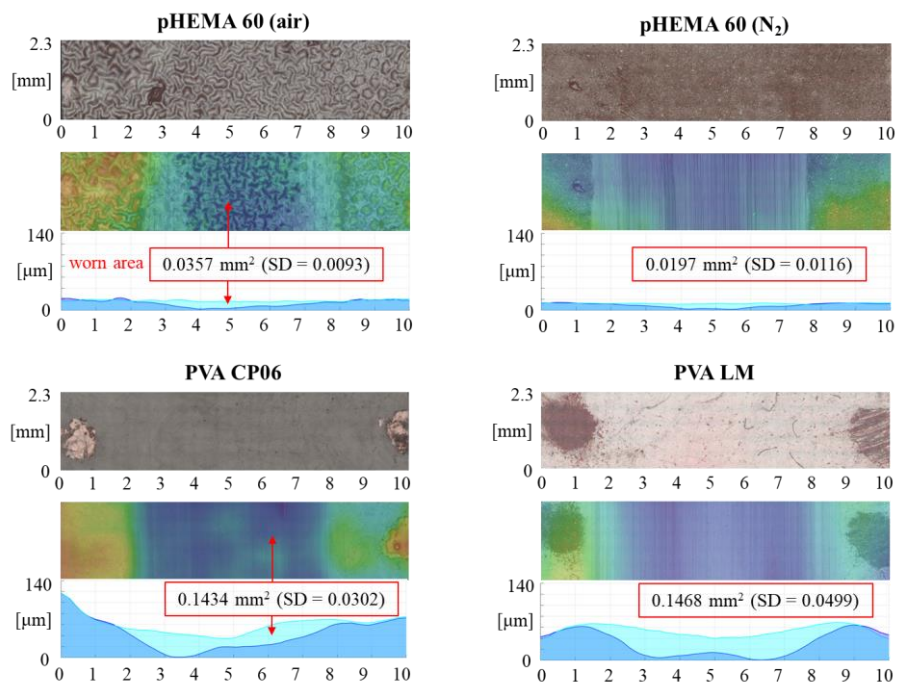 pHEMA 60 (air)
2.3
[mm]
0
0 1 2 3 4 5 6 7 8 9 10
140
[µm]
0
worn area
0.0357 mm² (SD = 0.0093)
0 1 2 3 4 5 6 7 8 9 10
pHEMA 60 (N₂)
2.3
[mm]
0
0 1 2 3 4 5 6 7 8 9 10
140
[µm]
0
0.0197 mm² (SD = 0.0116)
0 1 2 3 4 5 6 7 8 9 10
PVA CP06
2.3
[mm]
0
0 1 2 3 4 5 6 7 8 9 10
140
[µm]
0
0.1434 mm² (SD = 0.0302)
0 1 2 3 4 5 6 7 8 9 10
PVA LM
2.3
[mm]
0
0 1 2 3 4 5 6 7 8 9 10
140
[µm]
0
0.1468 mm² (SD = 0.0499)
0 1 2 3 4 5 6 7 8 9 10